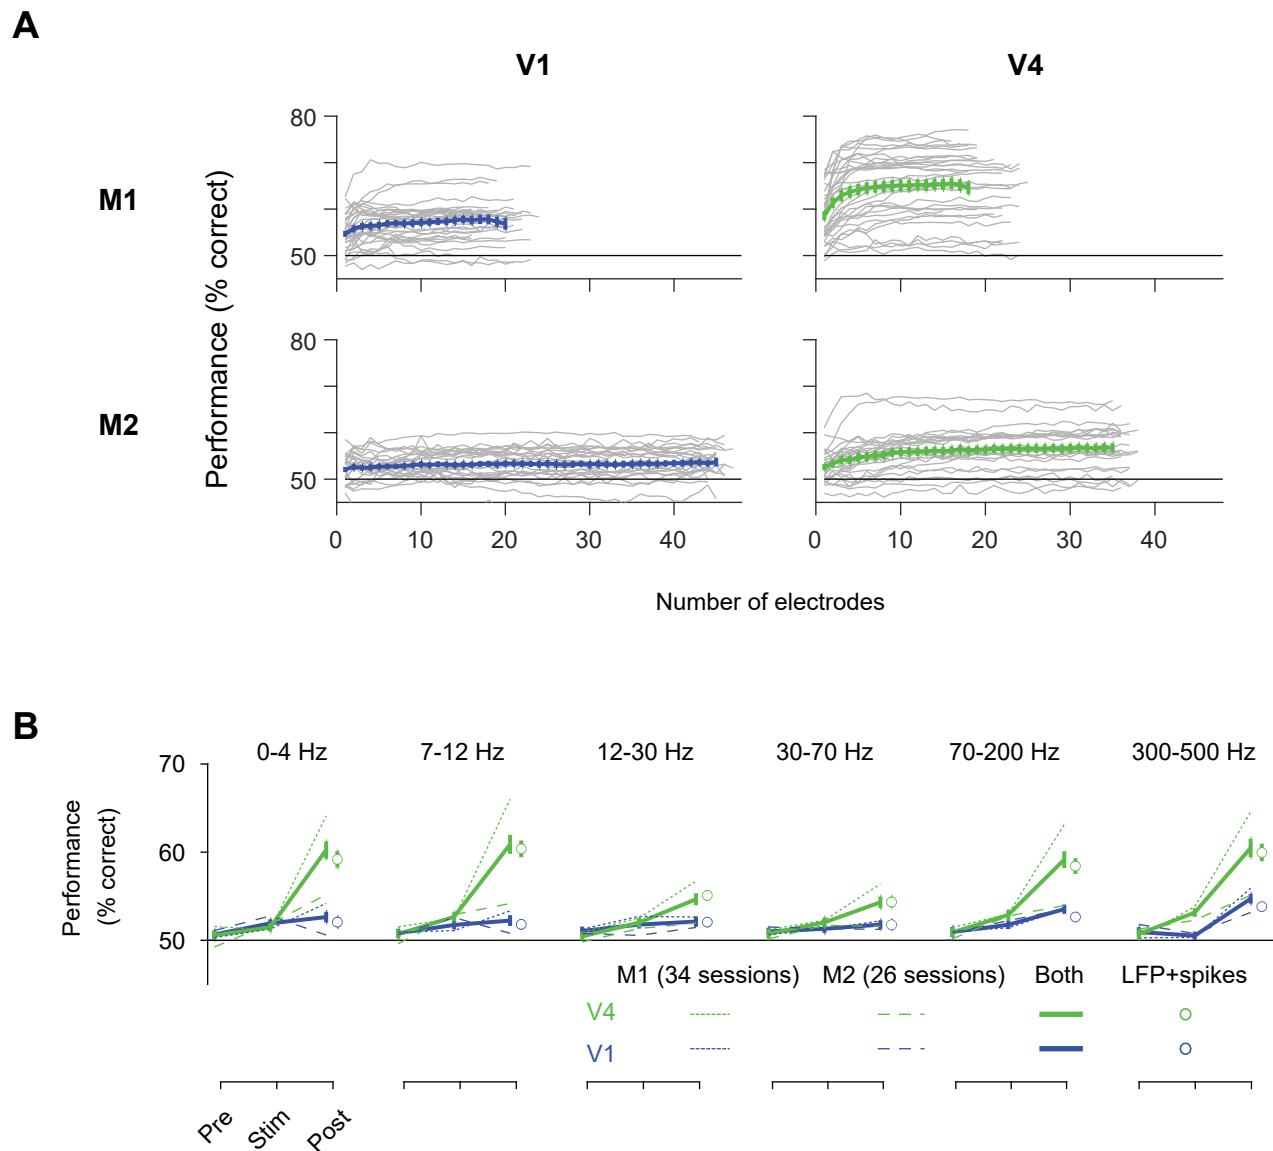 A
V1
V4
M1
M2
Performance (% correct)
80
50
80
50
0
10
20
30
40
0
10
20
30
40
Number of electrodes
B
0-4 Hz
7-12 Hz
12-30 Hz
30-70 Hz
70-200 Hz
300-500 Hz
Performance
(% correct)
70
60
50
M1 (34 sessions)
M2 (26 sessions)
Both
LFP+spikes
V4
V1
Pre
Stim
Post